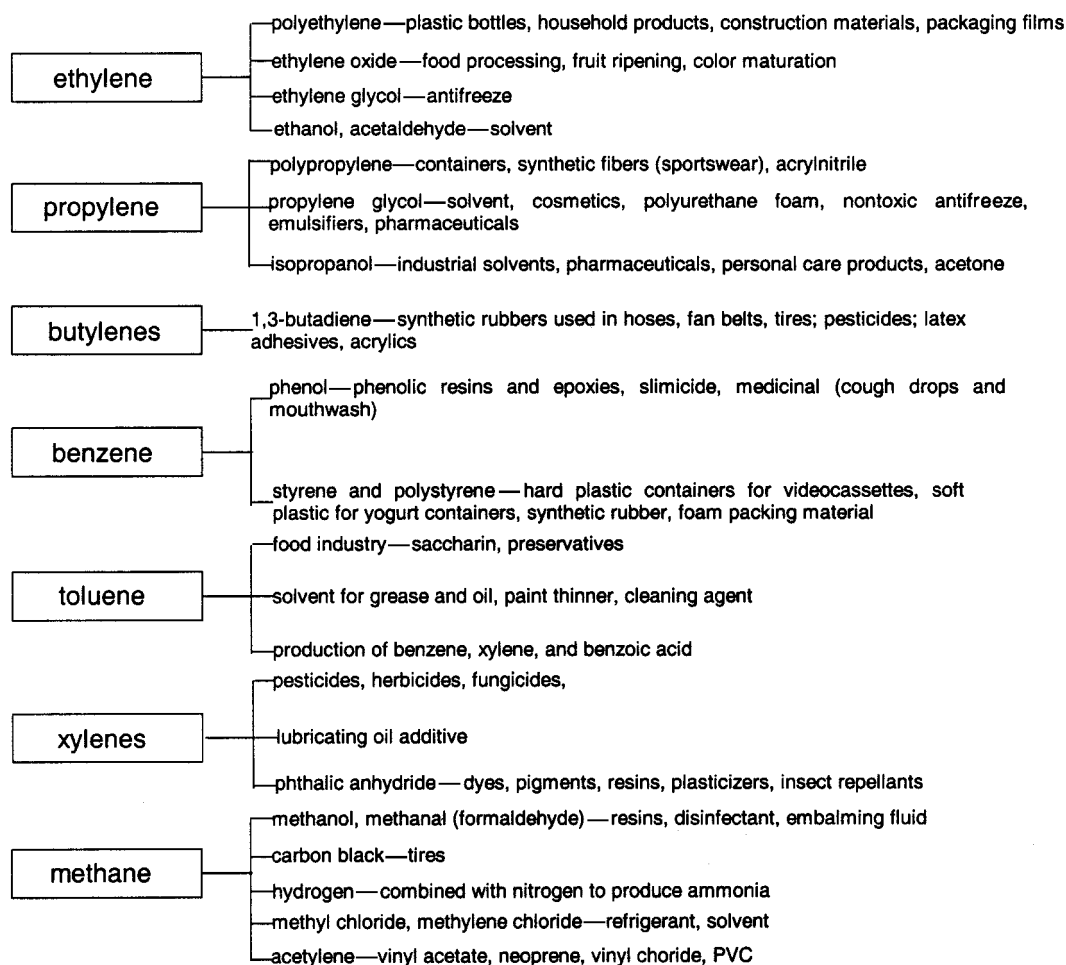 polyethylene—plastic bottles, household products, construction materials, packaging films
ethylene
ethylene oxide—food processing, fruit ripening, color maturation
ethylene glycol—antifreeze
ethanol, acetaldehyde—solvent
polypropylene—containers, synthetic fibers (sportswear), acrylnitrile
propylene
propylene glycol—solvent, cosmetics, polyurethane foam, nontoxic antifreeze,
emulsifiers, pharmaceuticals
isopropanol—industrial solvents, pharmaceuticals, personal care products, acetone
butylenes
1,3-butadiene—synthetic rubbers used in hoses, fan belts, tires; pesticides; latex
adhesives, acrylics
phenol—phenolic resins and epoxies, slimicide, medicinal (cough drops and
mouthwash)
benzene
styrene and polystyrene—hard plastic containers for videocassettes, soft
plastic for yogurt containers, synthetic rubber, foam packing material
food industry—saccharin, preservatives
toluene
solvent for grease and oil, paint thinner, cleaning agent
production of benzene, xylene, and benzoic acid
pesticides, herbicides, fungicides,
xylenes
lubricating oil additive
phthalic anhydride—dyes, pigments, resins, plasticizers, insect repellants
methanol, methanal (formaldehyde)—resins, disinfectant, embalming fluid
carbon black—tires
methane
hydrogen—combined with nitrogen to produce ammonia
methyl chloride, methylene chloride—refrigerant, solvent
acetylene—vinyl acetate, neoprene, vinyl choride, PVC